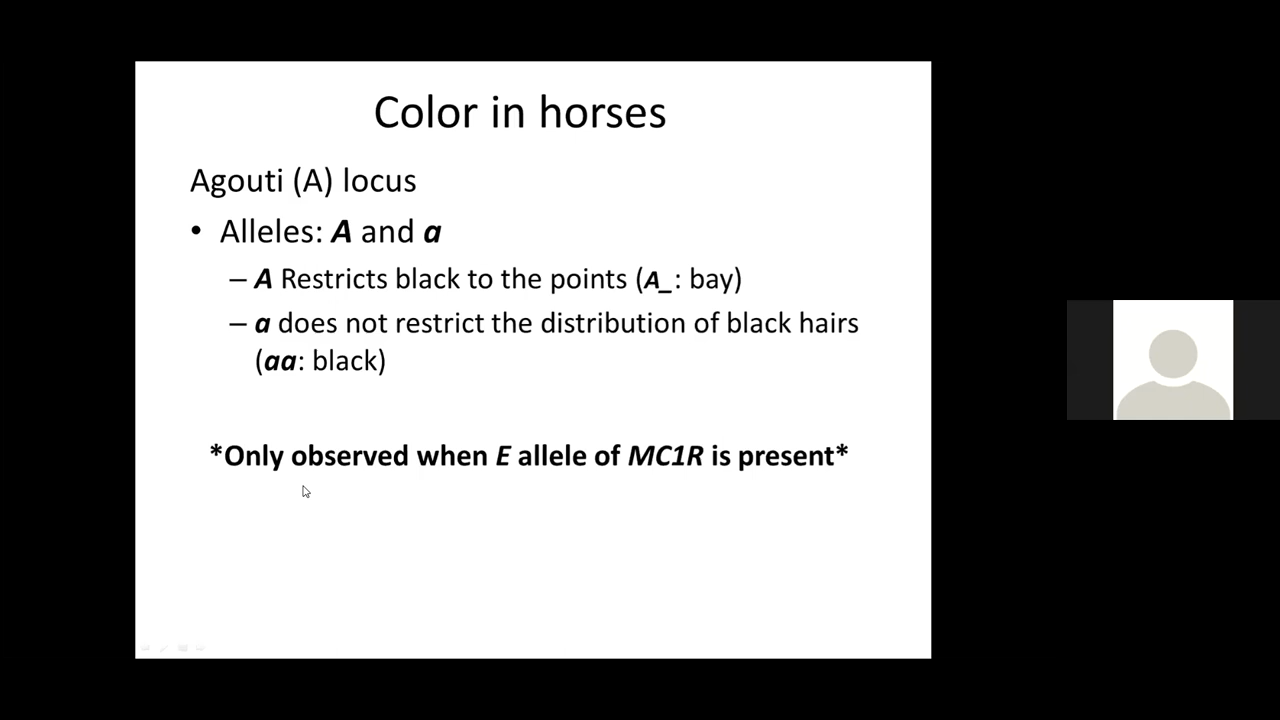 Color in horses
Agouti (A) locus
• Alleles: A and a
– A Restricts black to the points (A_: bay)
– a does not restrict the distribution of black hairs
(aa: black)
*Only observed when E allele of MC1R is present*